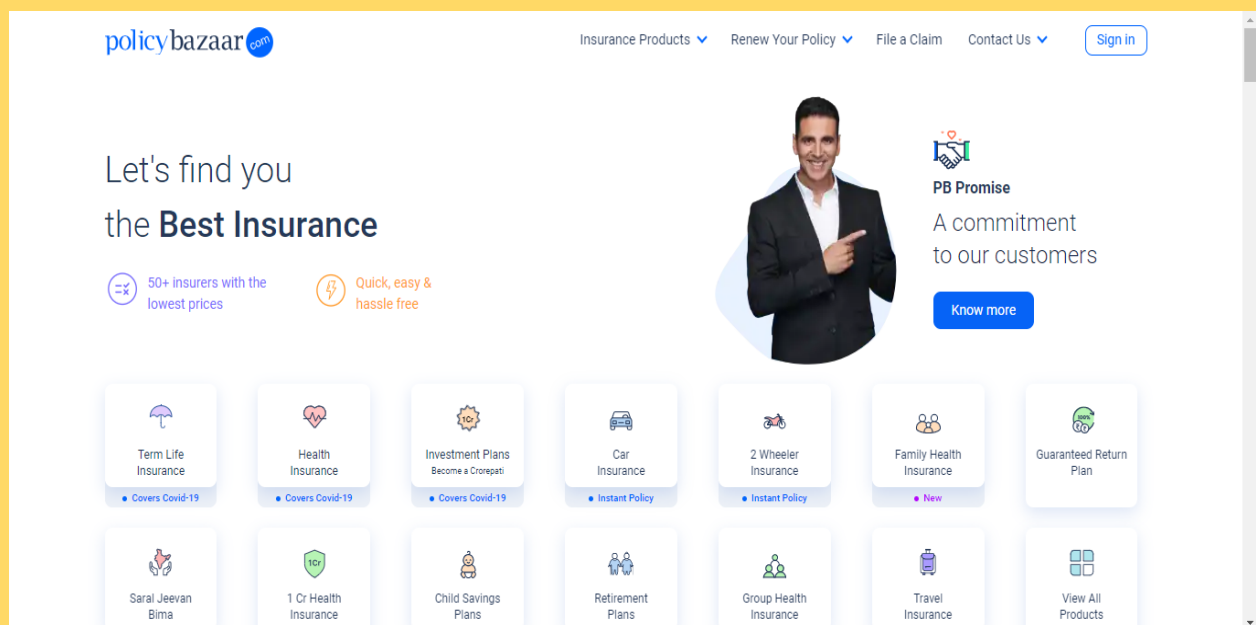 policybazaar com
Insurance Products Renew Your Policy File a Claim Contact Us Sign in
Let's find you
the Best Insurance
50+ insurers with the
lowest prices
Quick, easy &
hassle free
PB Promise
A commitment
to our customers
Know more
1Cr
100%
Term Life
Insurance
Covers Covid-19
Health
Insurance
Covers Covid-19
Investment Plans
Become a Crorepati
Covers Covid-19
Car
Insurance
Instant Policy
2 Wheeler
Insurance
Instant Policy
Family Health
Insurance
New
Guaranteed Return
Plan
Saral Jeevan
Bima
1Cr
1 Cr Health
Insurance
Child Savings
Plans
Retirement
Plans
Group Health
Insurance
Travel
Insurance
View All
Products